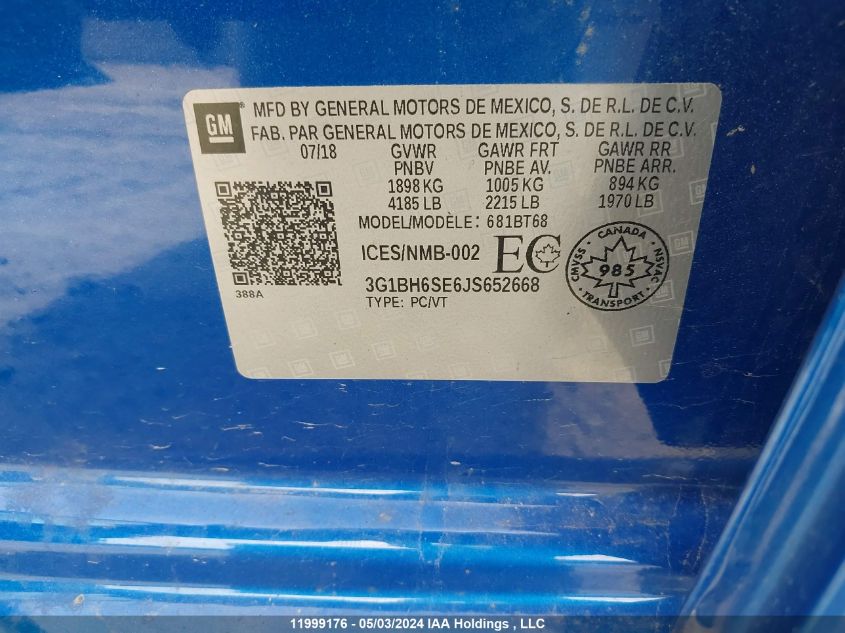 GM ® MFD BY GENERAL MOTORS DE MEXICO, S. DE R.L. DE C.V.
FAB. PAR GENERAL MOTORS DE MEXICO, S. DE R.L. DE C.V.
07/18 GVWR GAWR FRT GAWR RR
PNBV PNBE AV. PNBE ARR.
1898 KG 1005 KG 894 KG
4185 LB 2215 LB 1970 LB
MODEL/MODÈLE: 681BT68
ICES/NMB-002 EC
CANADA
CMVSS 985 NSVAC
TRANSPORT
388A
3G1BH6SE6JS652668
TYPE: PC/VT
11999176 - 05/03/2024 IAA Holdings , LLC